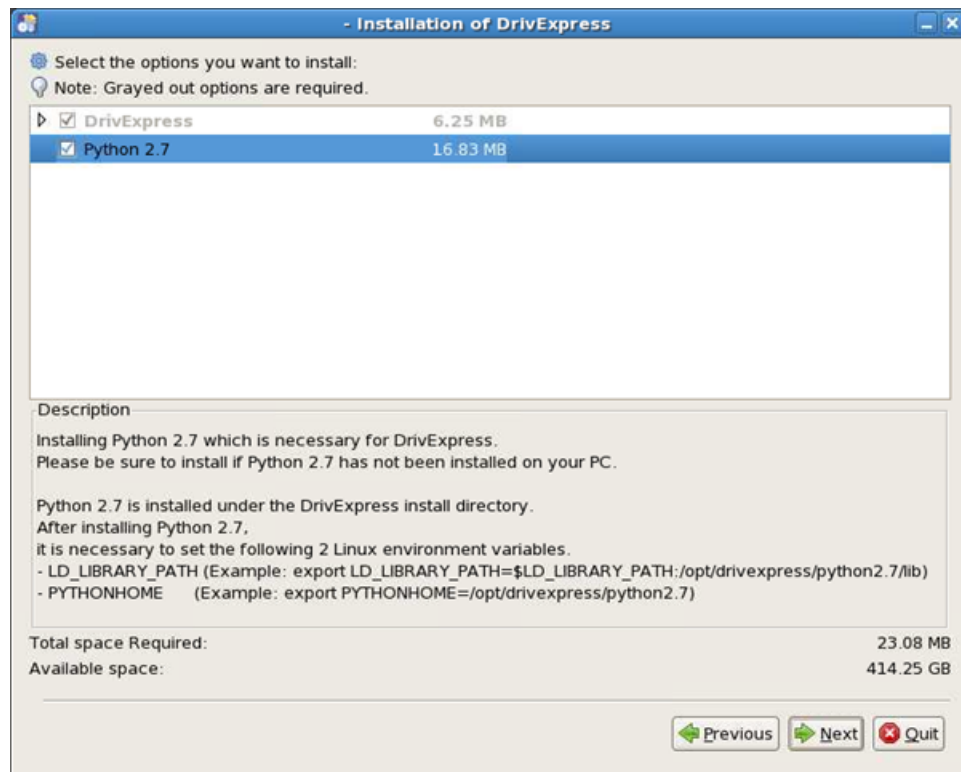 - Installation of DrivExpress
Select the options you want to install:
Note: Grayed out options are required.
DrivExpress 6.25 MB
Python 2.7 16.83 MB
Description
Installing Python 2.7 which is necessary for DrivExpress.
Please be sure to install if Python 2.7 has not been installed on your PC.
Python 2.7 is installed under the DrivExpress install directory.
After installing Python 2.7,
it is necessary to set the following 2 Linux environment variables.
- LD_LIBRARY_PATH (Example: export LD_LIBRARY_PATH=$LD_LIBRARY_PATH:/opt/drivexpress/python2.7/lib)
- PYTHONHOME (Example: export PYTHONHOME=/opt/drivexpress/python2.7)
Total space Required: 23.08 MB
Available space: 414.25 GB
Previous Next Quit